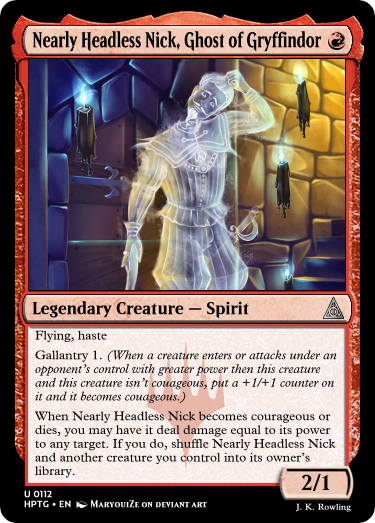 Nearly Headless Nick, Ghost of Gryffindor
Legendary Creature — Spirit
Flying, haste
Gallantry 1. (When a creature enters or attacks under an
opponent's control with greater power then this creature
and this creature isn't couageous, put a +1/+1 counter on
it and it becomes couageous.)
When Nearly Headless Nick becomes courageous or
dies, you may have it deal damage equal to its power
to any target. If you do, shuffle Nearly Headless Nick
and another creature you control into its owner's
library.
2/1
U 0112
HPTG • EN MaryouiZe on deviant art
J. K. Rowling